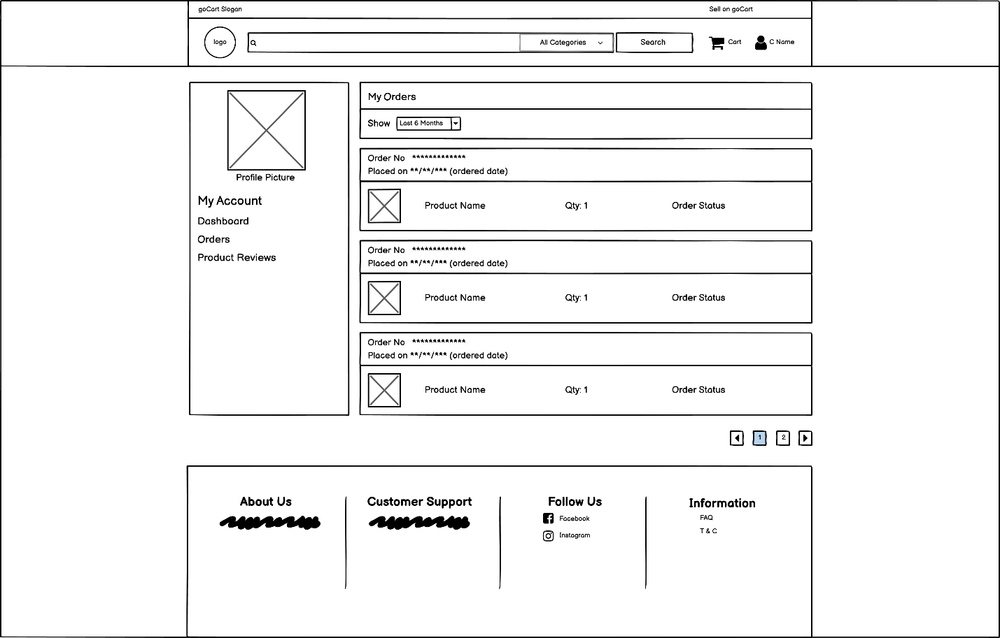 goCart Slogan
Sell on goCart
logo
All Categories
Search
Cart
C Name
Profile Picture
My Account
Dashboard
Orders
Product Reviews
My Orders
Show Last 6 Months
Order No *************
Placed on **/**/*** (ordered date)
Product Name Qty: 1 Order Status
Order No *************
Placed on **/**/*** (ordered date)
Product Name Qty: 1 Order Status
Order No *************
Placed on **/**/*** (ordered date)
Product Name Qty: 1 Order Status
1 2
About Us
Customer Support
Follow Us
Facebook
Instagram
Information
FAQ
T & C